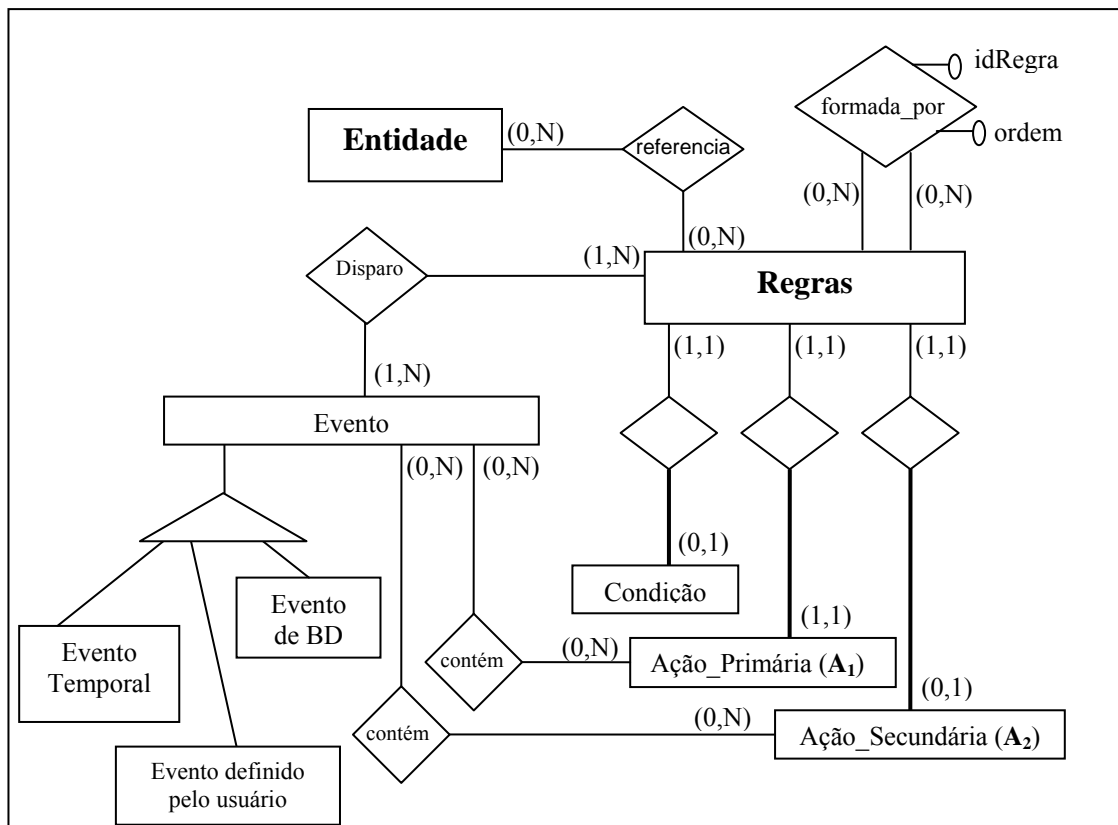 idRegra
formada_por
ordem
Entidade
(0,N)
referencia
(0,N)
(0,N)
(0,N)
Disparo
(1,N)
Regras
(1,N)
(1,1)
(1,1)
(1,1)
Evento
(0,N)
(0,N)
(0,1)
Condição
Evento
de BD
Evento
Temporal
contém
(0,N)
(1,1)
Ação_Primária (A1)
(0,1)
contém
(0,N)
Ação_Secundária (A2)
Evento definido
pelo usuário